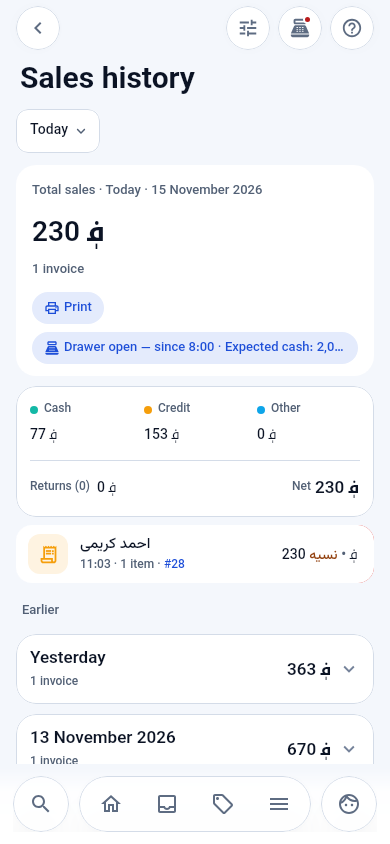 Sales history
Today
Total sales · Today · 15 November 2026
230 ؋
1 invoice
Print
Drawer open — since 8:00 · Expected cash: 2,0…
Cash
Credit
Other
77 ؋
153 ؋
0 ؋
Returns (0) 0 ؋
Net 230 ؋
احمد کریمی
230 نسیه • ؋
11:03 · 1 item · #28
Earlier
Yesterday
363 ؋
1 invoice
13 November 2026
670 ؋
1 invoice